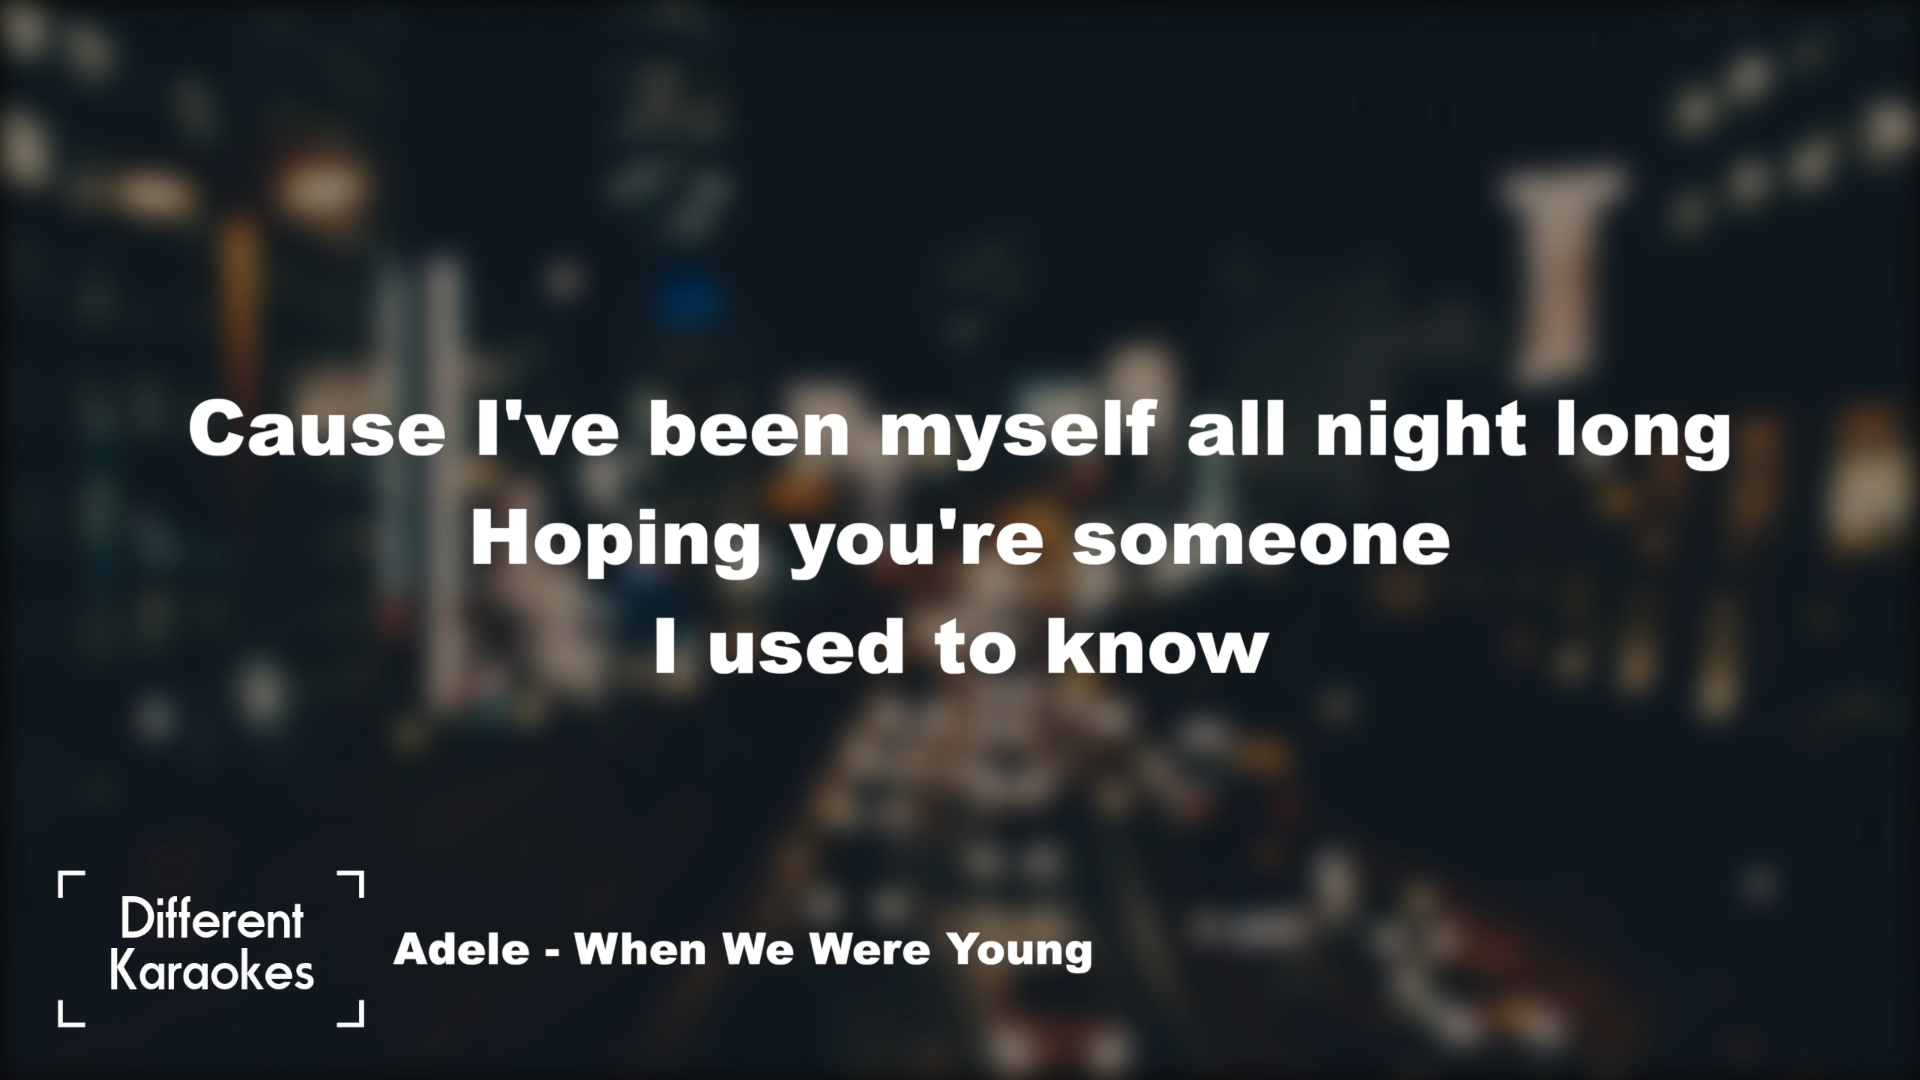 Cause I've been myself all night long
Hoping you're someone
I used to know
Different
Karaokes
Adele - When We Were Young